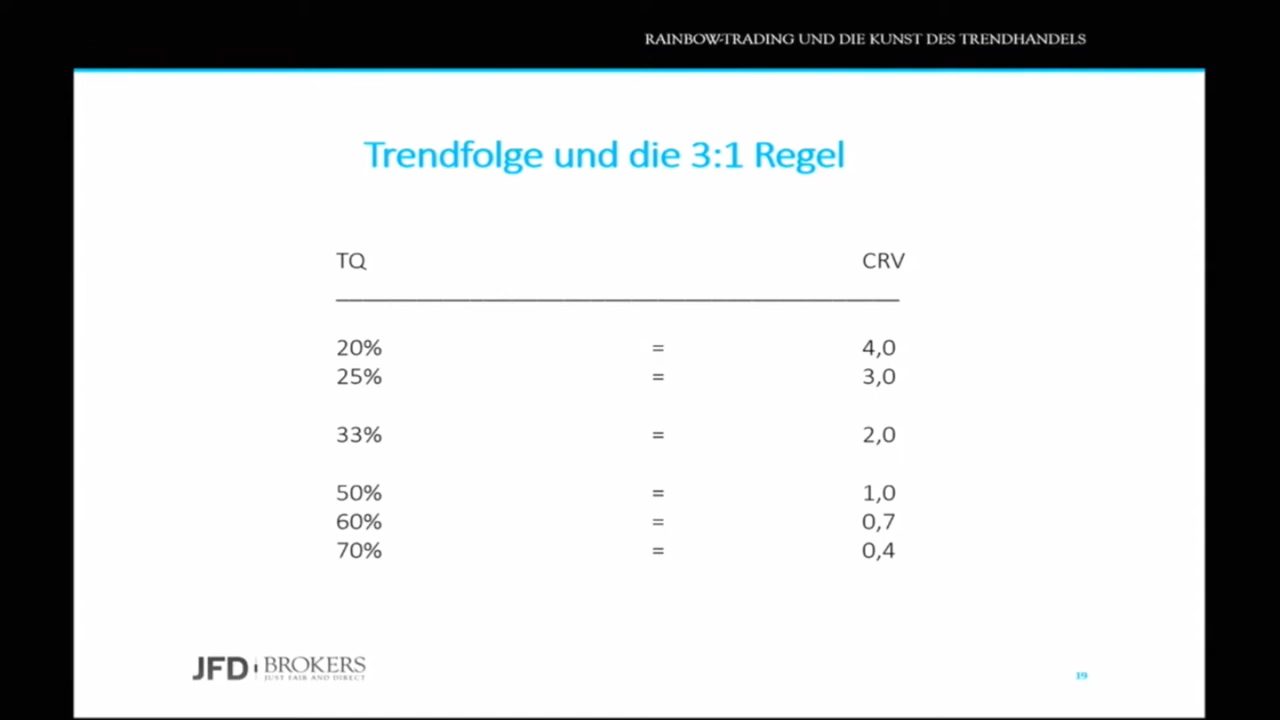 RAINBOW-TRADING UND DIE KUNST DES TRENDHANDELS
Trendfolge und die 3:1 Regel
TQ CRV
20% = 4,0
25% = 3,0
33% = 2,0
50% = 1,0
60% = 0,7
70% = 0,4
JFD BROKERS
JUST FAIR AND DIRECT
19